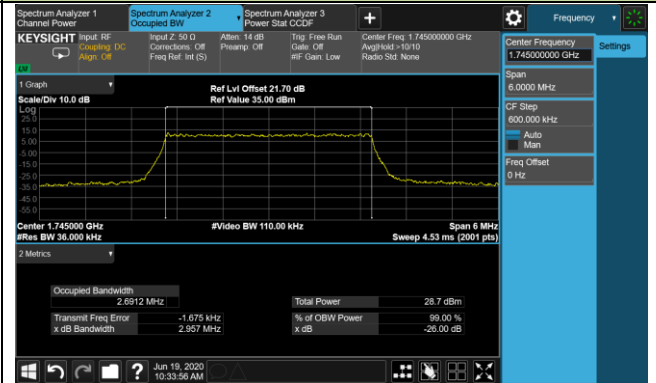 Spectrum Analyzer 1
Channel Power
Spectrum Analyzer 2
Occupied BW
Spectrum Analyzer 3
Power Stat CCDF
Frequency
KEYSIGHT
Input: RF
Coupling: DC
Align: Off
Input Z: 50 Ω
Corrections: Off
Freq Ref: Int (S)
Atten: 14 dB
Preamp: Off
Trig: Free Run
Gate: Off
#IF Gain: Low
Center Freq: 1.745000000 GHz
Avg|Hold:>10/10
Radio Std: None
Center Frequency
1.745000000 GHz
Settings
Span
6.0000 MHz
CF Step
600.000 kHz
Auto
Man
Freq Offset
0 Hz
1 Graph
Scale/Div 10.0 dB
Ref Lvl Offset 21.70 dB
Ref Value 35.00 dBm
Log
25.0
15.0
5.00
-5.00
-15.0
-25.0
-35.0
-45.0
-55.0
Center 1.745000 GHz
#Res BW 36.000 kHz
#Video BW 110.00 kHz
Span 6 MHz
Sweep 4.53 ms (2001 pts)
2 Metrics
Occupied Bandwidth
2.6912 MHz
Total Power 28.7 dBm
Transmit Freq Error -1.675 kHz
% of OBW Power 99.00 %
x dB Bandwidth 2.957 MHz
x dB -26.00 dB
Jun 19, 2020
10:33:56 AM